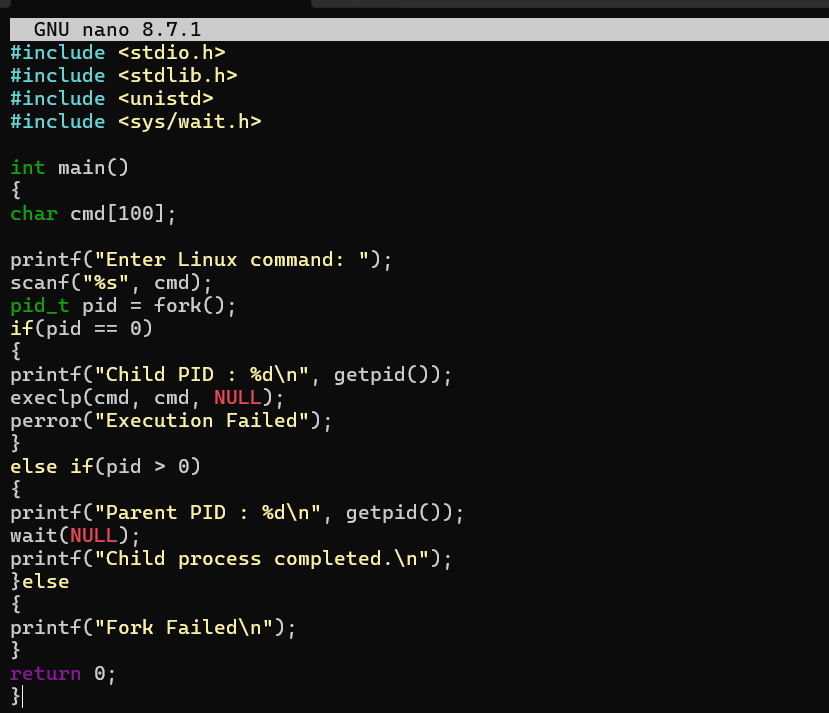 GNU nano 8.7.1
#include <stdio.h>
#include <stdlib.h>
#include <unistd>
#include <sys/wait.h>
int main()
{
char cmd[100];
printf("Enter Linux command: ");
scanf("%s", cmd);
pid_t pid = fork();
if(pid == 0)
{
printf("Child PID : %d\n", getpid());
execlp(cmd, cmd, NULL);
perror("Execution Failed");
}
else if(pid > 0)
{
printf("Parent PID : %d\n", getpid());
wait(NULL);
printf("Child process completed.\n");
}else
{
printf("Fork Failed\n");
}
return 0;
}